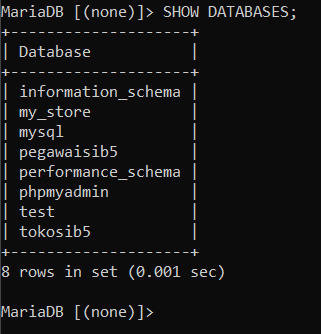 MariaDB [(none)]> SHOW DATABASES;
+--------------------+
| Database           |
+--------------------+
| information_schema |
| my_store           |
| mysql              |
| pegawaisib5        |
| performance_schema |
| phpmyadmin         |
| test               |
| tokosib5           |
+--------------------+
8 rows in set (0.001 sec)

MariaDB [(none)]>